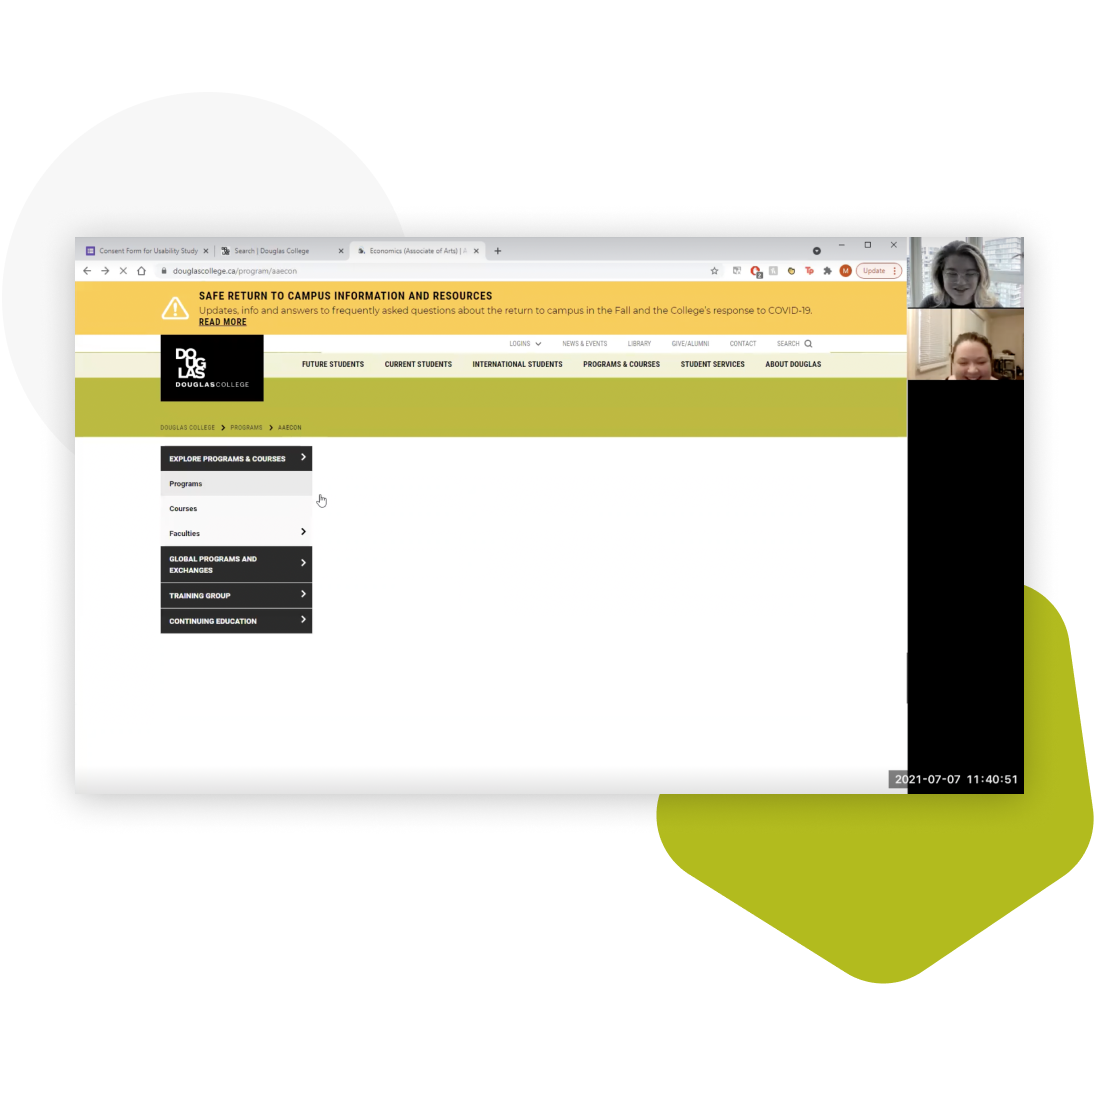 Consent Form for Usability Study
Search | Douglas College
Economics (Associate of Arts) |
douglascollege.ca/program/aaecon
2
Tp
M
Update
SAFE RETURN TO CAMPUS INFORMATION AND RESOURCES
Updates, info and answers to frequently asked questions about the return to campus in the Fall and the College's response to COVID-19.
READ MORE
LOGINS NEWS & EVENTS LIBRARY GIVE/ALUMNI CONTACT SEARCH
DO
UG
LAS
DOUGLASCOLLEGE
FUTURE STUDENTS CURRENT STUDENTS INTERNATIONAL STUDENTS PROGRAMS & COURSES STUDENT SERVICES ABOUT DOUGLAS
DOUGLAS COLLEGE PROGRAMS AAECON
EXPLORE PROGRAMS & COURSES
Programs
Courses
Faculties
GLOBAL PROGRAMS AND
EXCHANGES
TRAINING GROUP
CONTINUING EDUCATION
2021-07-07 11:40:51